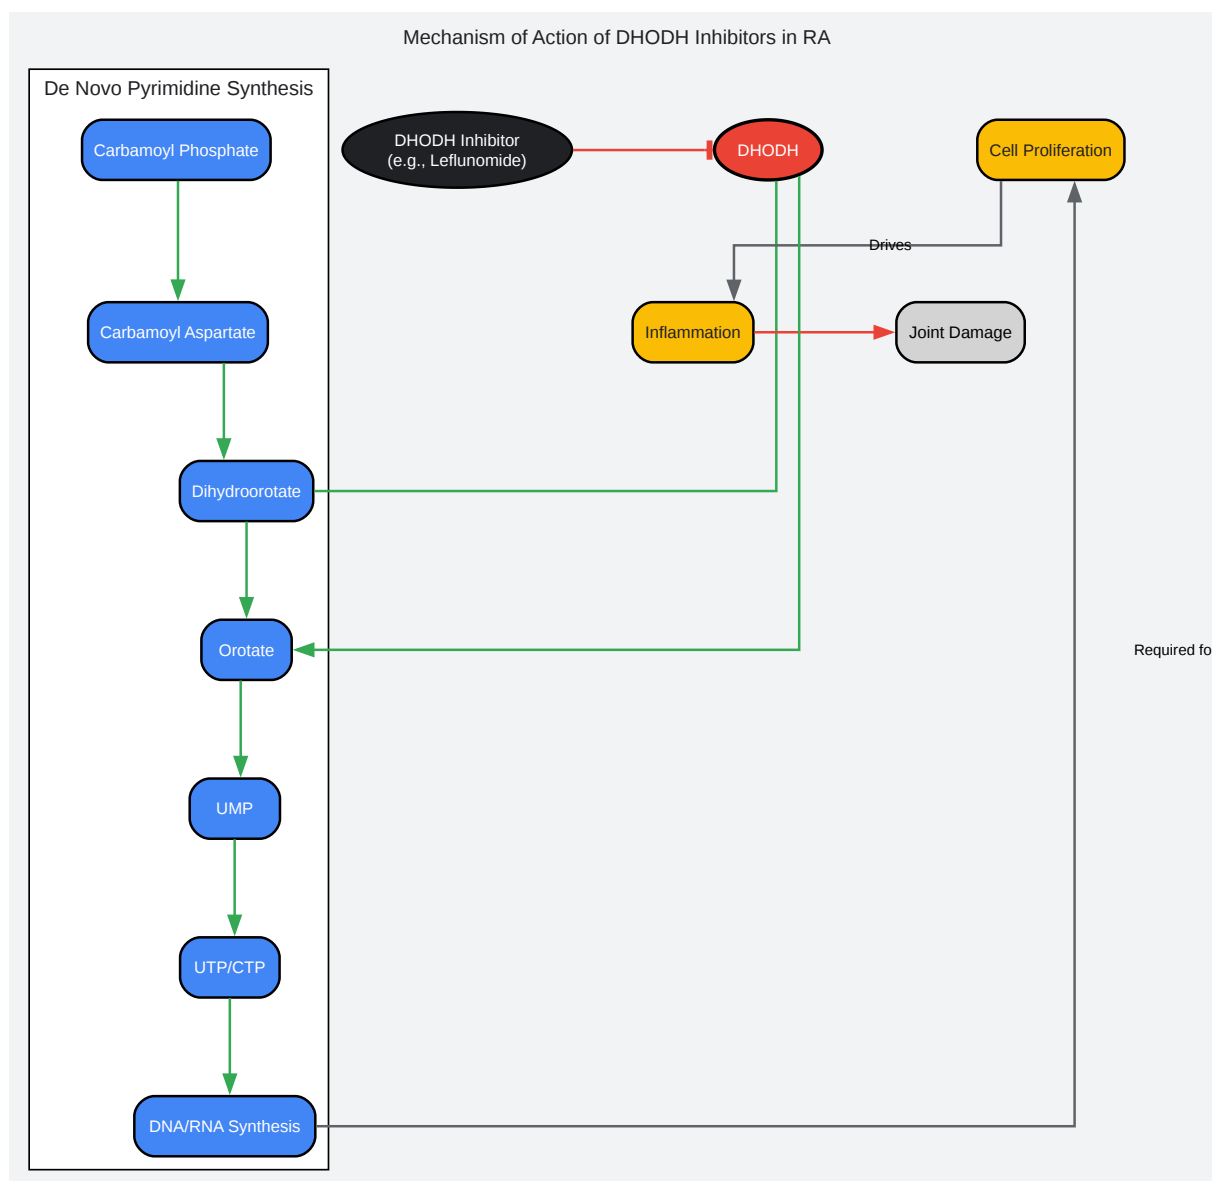 Mechanism of Action of DHODH Inhibitors in RA
De Novo Pyrimidine Synthesis
Carbamoyl Phosphate
DHODH Inhibitor
(e.g., Leflunomide)
DHODH
Cell Proliferation
Drives
Carbamoyl Aspartate
Inflammation
Joint Damage
Dihydroorotate
Orotate
Required fo
UMP
UTP/CTP
DNA/RNA Synthesis